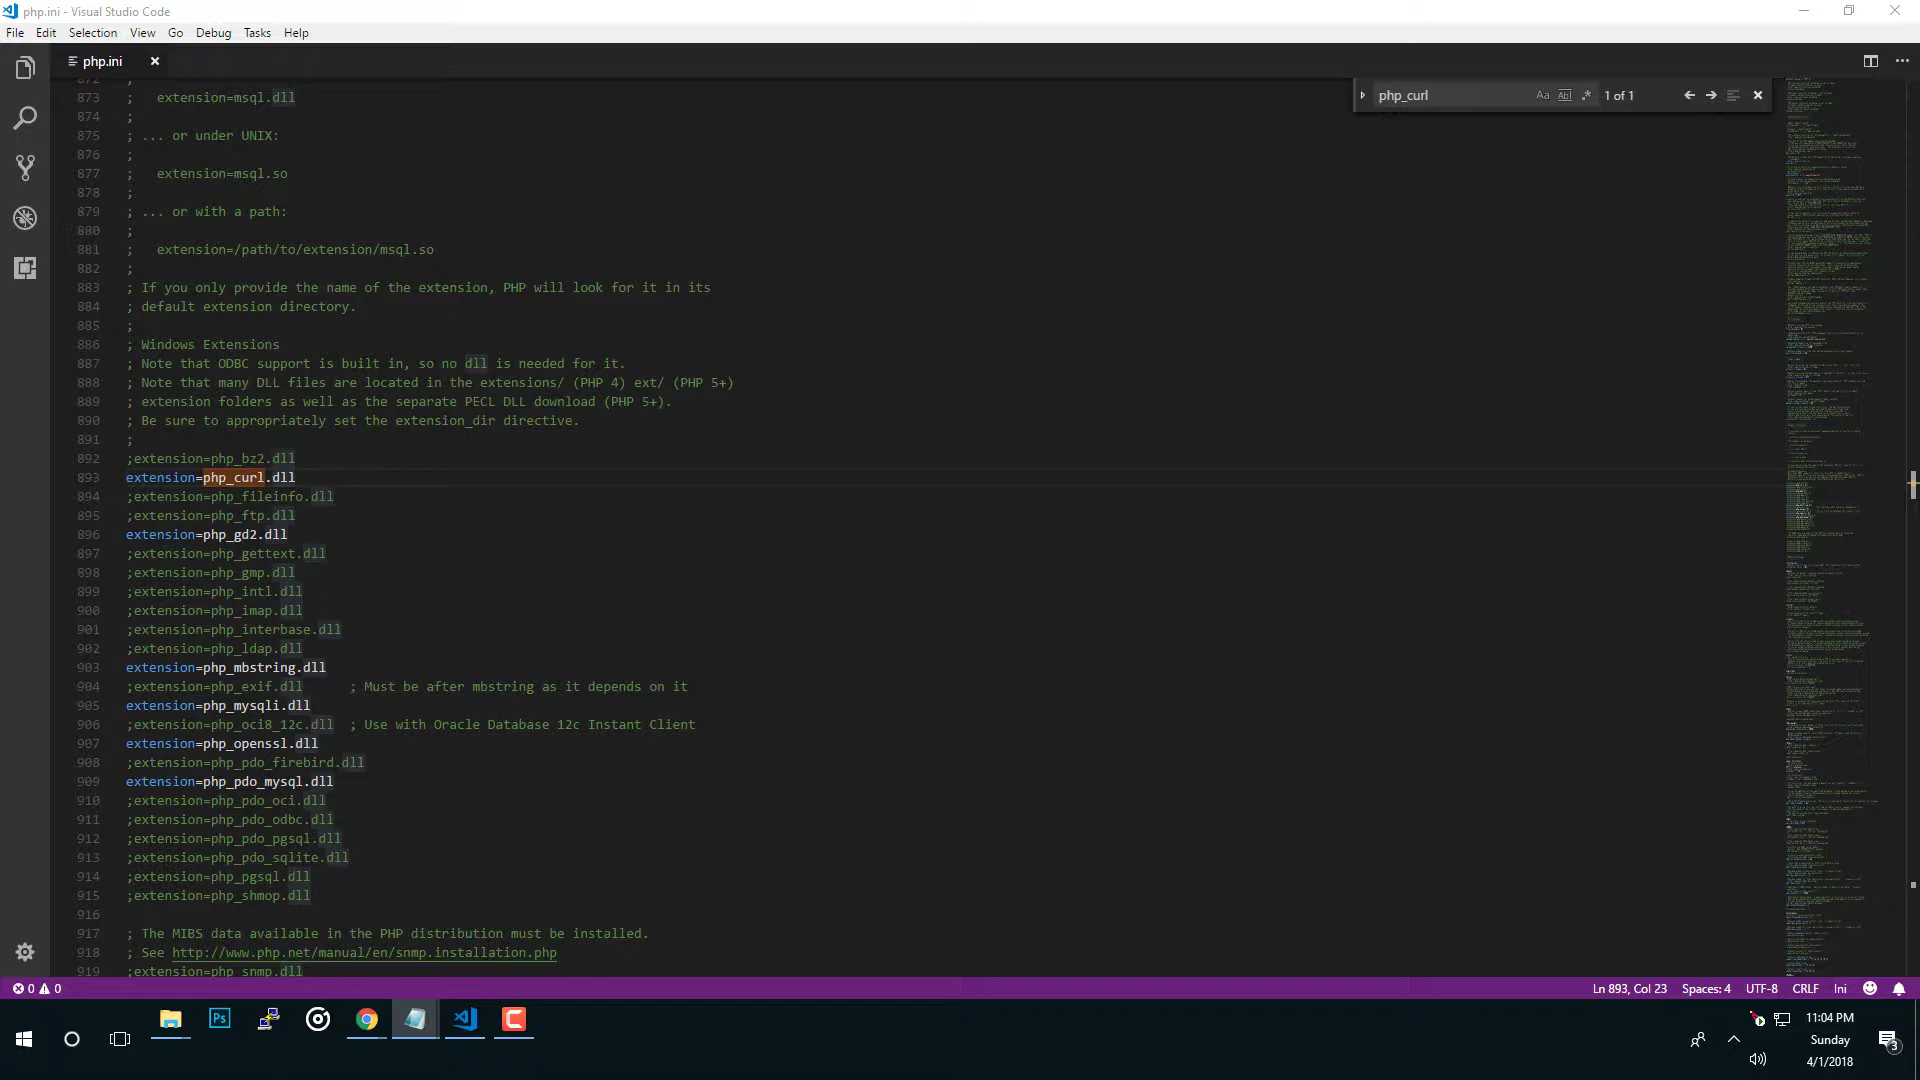 php.ini - Visual Studio Code
File Edit Selection View Go Debug Tasks Help
php.ini
php_curl Aa Abl .* 1 of 1
872 ;
873 ;   extension=msql.dll
874 ;
875 ; ... or under UNIX:
876 ;
877 ;   extension=msql.so
878 ;
879 ; ... or with a path:
880 ;
881 ;   extension=/path/to/extension/msql.so
882 ;
883 ; If you only provide the name of the extension, PHP will look for it in its
884 ; default extension directory.
885 ;
886 ; Windows Extensions
887 ; Note that ODBC support is built in, so no dll is needed for it.
888 ; Note that many DLL files are located in the extensions/ (PHP 4) ext/ (PHP 5+)
889 ; extension folders as well as the separate PECL DLL download (PHP 5+).
890 ; Be sure to appropriately set the extension_dir directive.
891 ;
892 ;extension=php_bz2.dll
893 extension=php_curl.dll
894 ;extension=php_fileinfo.dll
895 ;extension=php_ftp.dll
896 extension=php_gd2.dll
897 ;extension=php_gettext.dll
898 ;extension=php_gmp.dll
899 ;extension=php_intl.dll
900 ;extension=php_imap.dll
901 ;extension=php_interbase.dll
902 ;extension=php_ldap.dll
903 extension=php_mbstring.dll
904 ;extension=php_exif.dll      ; Must be after mbstring as it depends on it
905 extension=php_mysqli.dll
906 ;extension=php_oci8_12c.dll  ; Use with Oracle Database 12c Instant Client
907 extension=php_openssl.dll
908 ;extension=php_pdo_firebird.dll
909 extension=php_pdo_mysql.dll
910 ;extension=php_pdo_oci.dll
911 ;extension=php_pdo_odbc.dll
912 ;extension=php_pdo_pgsql.dll
913 ;extension=php_pdo_sqlite.dll
914 ;extension=php_pgsql.dll
915 ;extension=php_shmop.dll
916
917 ; The MIBS data available in the PHP distribution must be installed.
918 ; See http://www.php.net/manual/en/snmp.installation.php
919 ;extension=php_snmp.dll
0 0 Ln 893, Col 23 Spaces: 4 UTF-8 CRLF Ini
Ps
11:04 PM
Sunday
4/1/2018
3